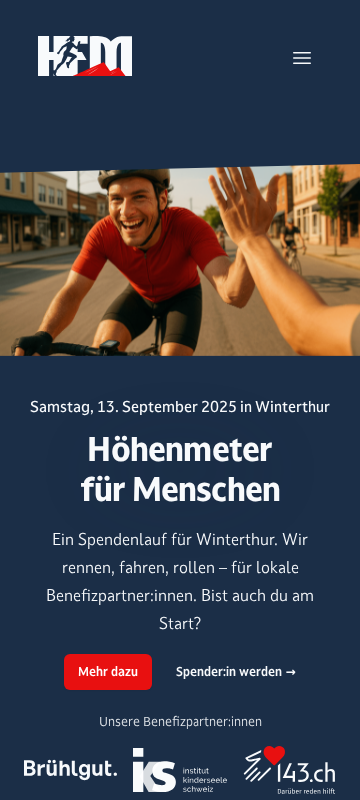 HFM
Samstag, 13. September 2025 in Winterthur
Höhenmeter
für Menschen
Ein Spendenlauf für Winterthur. Wir
rennen, fahren, rollen – für lokale
Benefizpartner:innen. Bist auch du am
Start?
Mehr dazu
Spender:in werden →
Unsere Benefizpartner:innen
Brühlgut.
iks institut
kinderseele
schweiz
143.ch
Darüber reden hilft